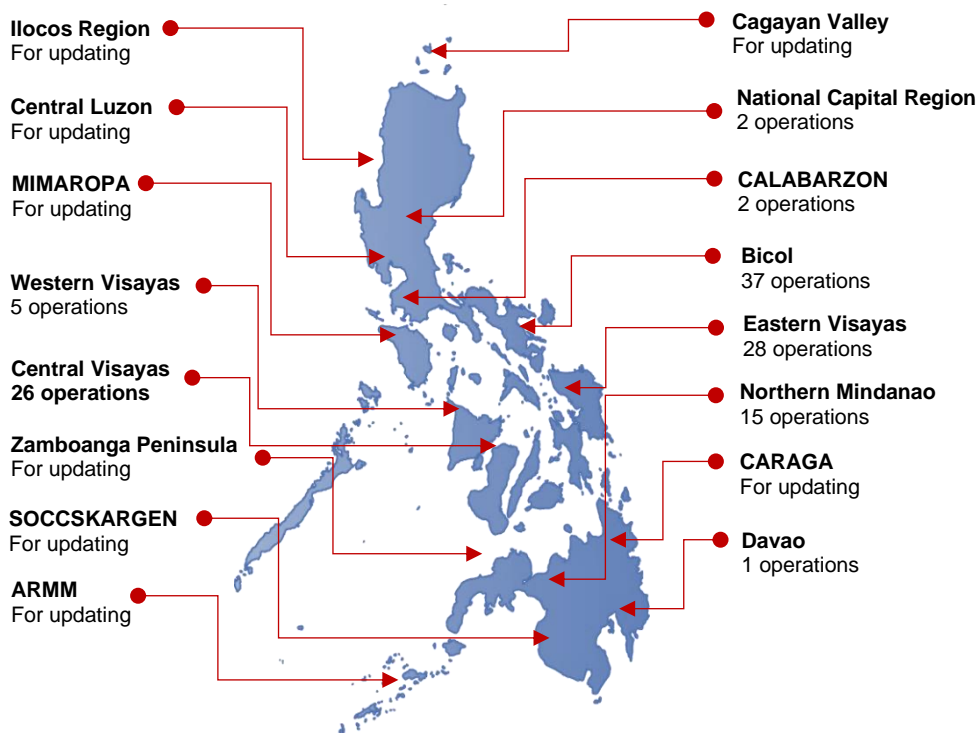 Ilocos Region
For updating
Central Luzon
For updating
MIMAROPA
For updating
Western Visayas
5 operations
Central Visayas
26 operations
Zamboanga Peninsula
For updating
SOCCSKARGEN
For updating
ARMM
For updating
Cagayan Valley
For updating
National Capital Region
2 operations
CALABARZON
2 operations
Bicol
37 operations
Eastern Visayas
28 operations
Northern Mindanao
15 operations
CARAGA
For updating
Davao
1 operations